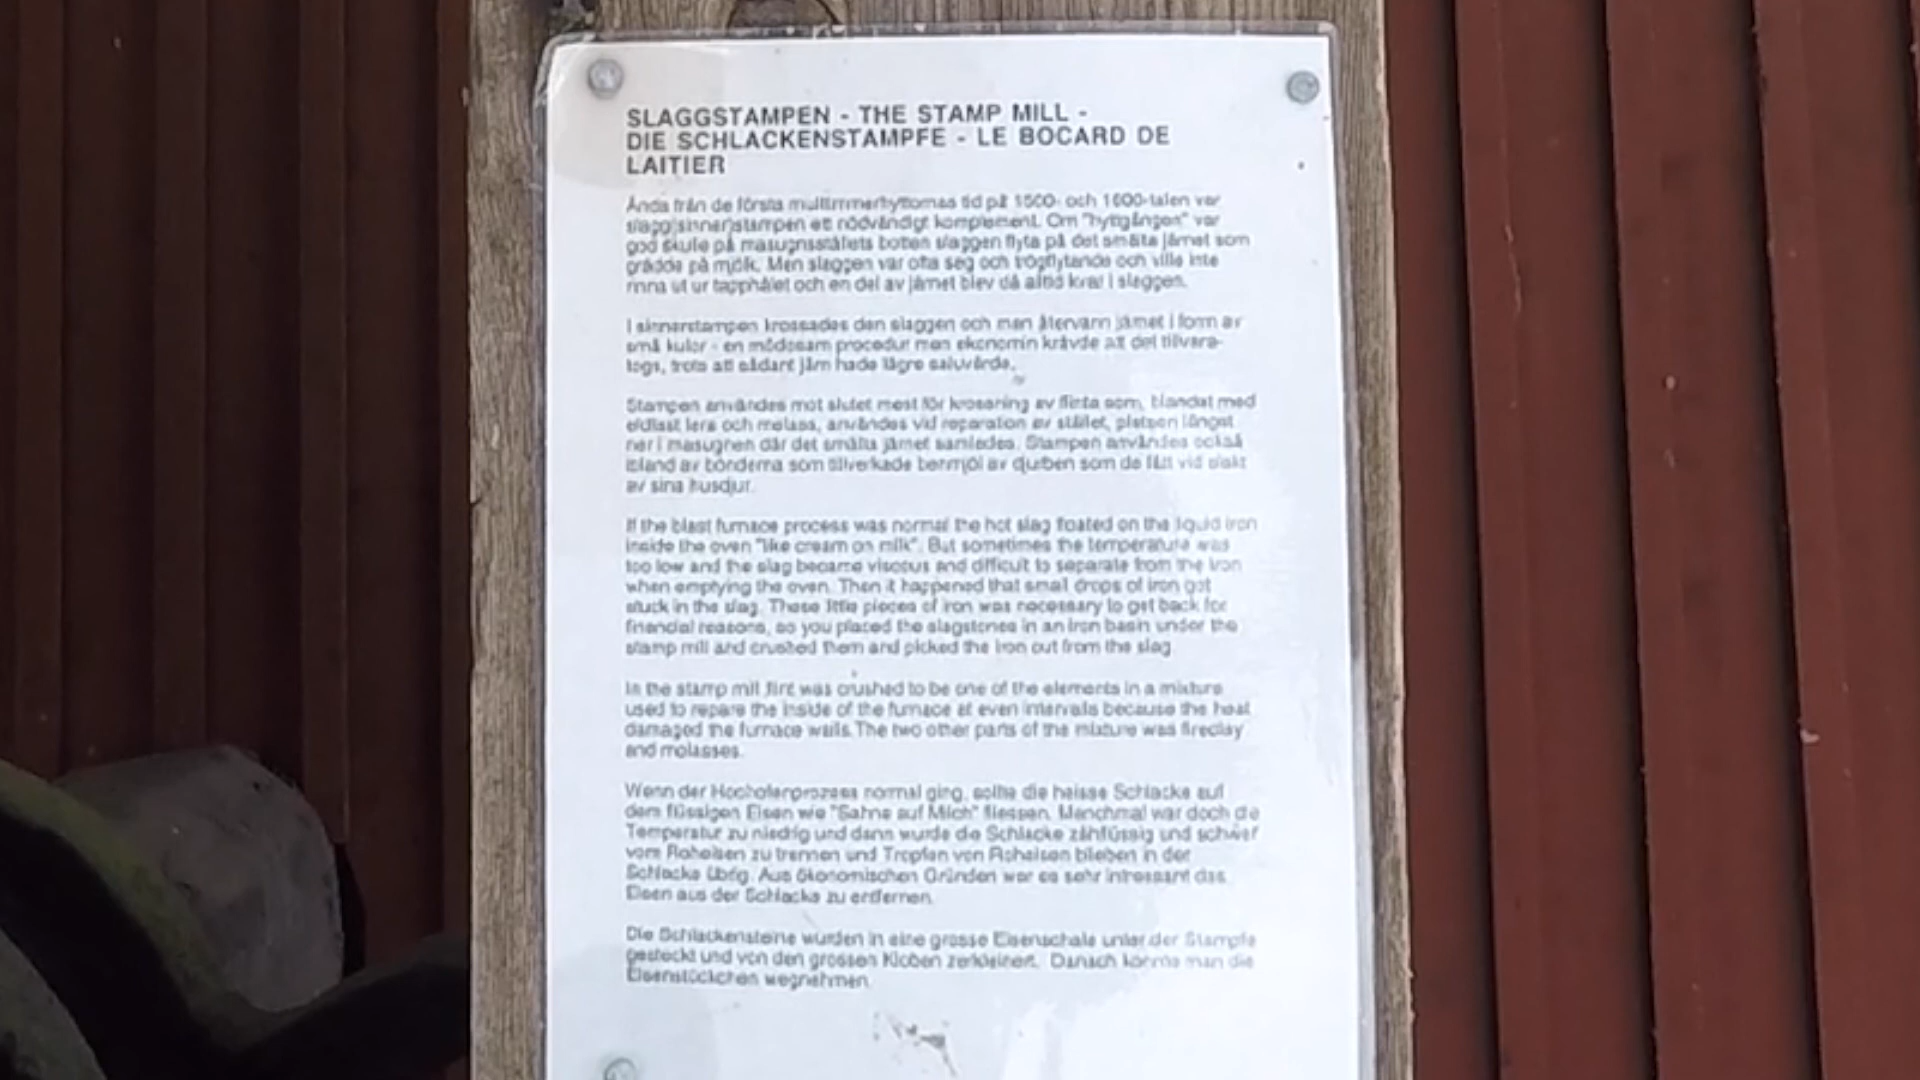 SLAGGSTAMPEN - THE STAMP MILL -
DIE SCHLACKENSTAMPFE - LE BOCARD DE
LAITIER
Ända från de första multimmerhyttornas tid på 1500- och 1600-talen var
slagg(sinner)stampen ett nödvändigt komplement. Om "hyttgången" var
god skulle på masugnsställets botten slaggen flyta på det smälta järnet som
grädde på mjölk. Men slaggen var ofta seg och trögflytande och ville inte
rinna ut ur tapphålet och en del av järnet blev då alltid kvar i slaggen.
I sinnerstampen krossades den slaggen och man återvann järnet i form av
små kulor - en mödosam procedur men ekonomin krävde att det tillvara-
togs, trots att sådant järn hade lägre saluvärde.
Stampen användes mot slutet mest för krossning av flinta som, blandat med
eldfast lera och melass, användes vid reparation av stället, platsen längst
ner i masugnen där det smälta järnet samlades. Stampen användes också
ibland av bönderna som tillverkade benmjöl av djurben som de fått vid slakt
av sina husdjur.
If the blast furnace process was normal the hot slag floated on the liquid iron
inside the oven "like cream on milk". But sometimes the temperature was
too low and the slag became viscous and difficult to separate from the iron
when emptying the oven. Then it happened that small drops of iron got
stuck in the slag. These little pieces of iron was necessary to get back for
financial reasons, so you placed the slagstones in an iron basin under the
stamp mill and crushed them and picked the iron out from the slag.
In the stamp mill flint was crushed to be one of the elements in a mixture
used to repare the inside of the furnace at even intervals because the heat
damaged the furnace walls. The two other parts of the mixture was fireclay
and molasses.
Wenn der Hochofenprozess normal ging, sollte die heisse Schlacke auf
dem flüssigen Eisen wie "Sahne auf Milch" fliessen. Manchmal war doch die
Temperatur zu niedrig und dann wurde die Schlacke zähflüssig und schwer
vom Roheisen zu trennen und Tropfen von Roheisen blieben in der
Schlacke übrig. Aus ökonomischen Gründen war es sehr intressant das
Eisen aus der Schlacke zu entfernen.
Die Schlackensteine wurden in eine grosse Eisenschale unter der Stampfe
gesteckt und von den grossen Kloben zerkleinert. Danach konnte man die
Eisenstückchen wegnehmen.